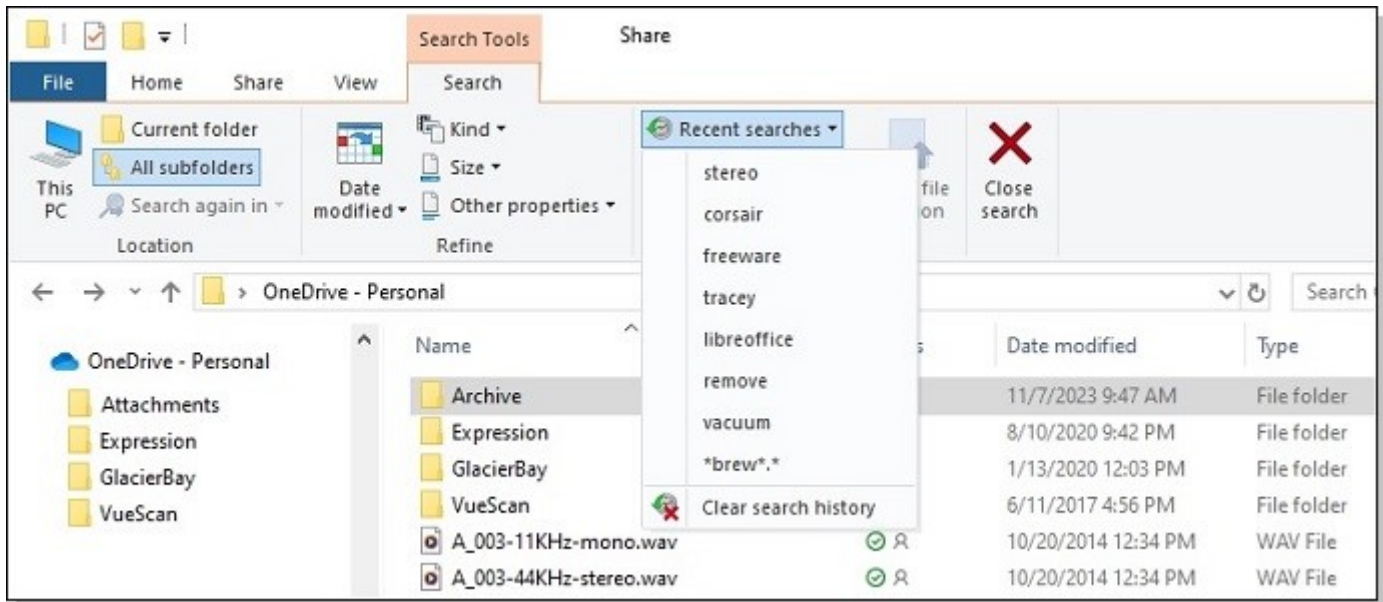 Search Tools
Share
File
Home
Share
View
Search
This PC
Current folder
All subfolders
Search again in
Location
Date modified
Kind
Size
Other properties
Refine
Recent searches
stereo
corsair
freeware
tracey
libreoffice
remove
vacuum
*brew*.*
Clear search history
file
Close search
OneDrive - Personal
Search
OneDrive - Personal
Attachments
Expression
GlacierBay
VueScan
Name Date modified Type
Archive 11/7/2023 9:47 AM File folder
Expression 8/10/2020 9:42 PM File folder
GlacierBay 1/13/2020 12:03 PM File folder
VueScan 6/11/2017 4:56 PM File folder
A_003-11KHz-mono.wav 10/20/2014 12:34 PM WAV File
A_003-44KHz-stereo.wav 10/20/2014 12:34 PM WAV File